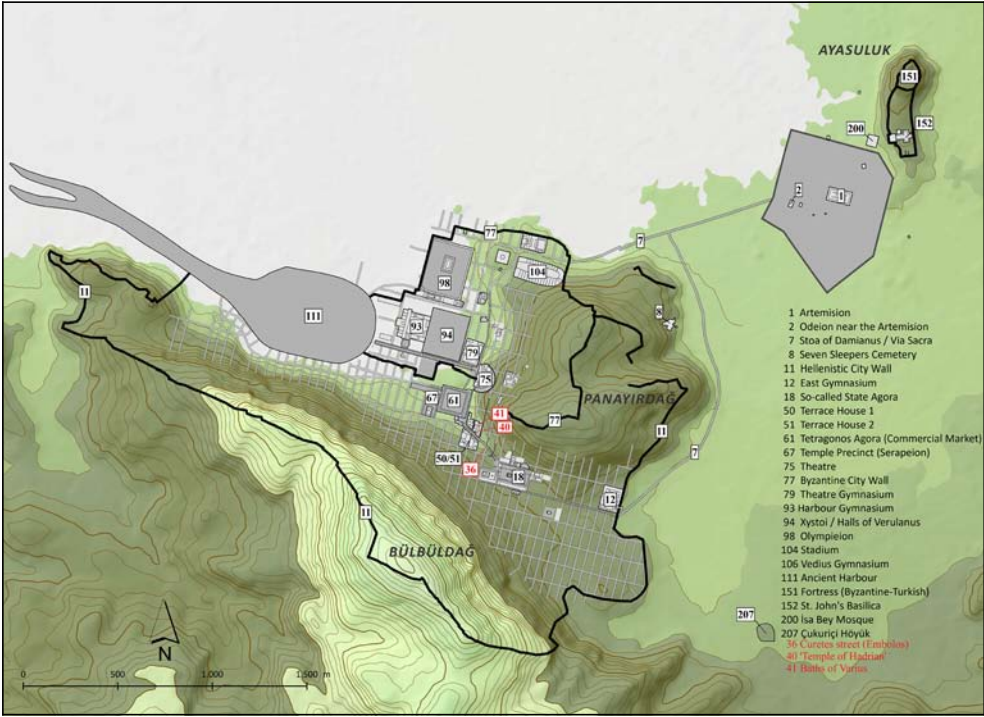 AYASULUK
151
152
200
2
1
77
7
104
98
11
8
111
93
94
79
75
PANAYIRDAĞ
67
61
41
40
77
11
7
50/51
36
18
12
11
BÜLBÜLDAĞ
207
N
0 500 1.000 1.500 m
1 Artemision
2 Odeion near the Artemision
7 Stoa of Damianus / Via Sacra
8 Seven Sleepers Cemetery
11 Hellenistic City Wall
12 East Gymnasium
18 So-called State Agora
50 Terrace House 1
51 Terrace House 2
61 Tetragonos Agora (Commercial Market)
67 Temple Precinct (Serapeion)
75 Theatre
77 Byzantine City Wall
79 Theatre Gymnasium
93 Harbour Gymnasium
94 Xystoi / Halls of Verulanus
98 Olympieion
104 Stadium
106 Vedius Gymnasium
111 Ancient Harbour
151 Fortress (Byzantine-Turkish)
152 St. John's Basilica
200 İsa Bey Mosque
207 Çukuriçi Höyük
36 Curetes street (Embolos)
40 'Temple of Hadrian'
41 Baths of Varius